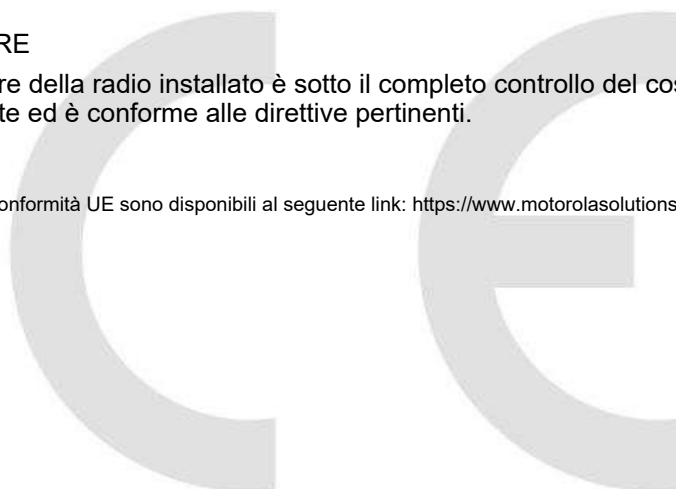 RE
re della radio installato è sotto il completo controllo del cos
te ed è conforme alle direttive pertinenti.
onformità UE sono disponibili al seguente link: https://www.motorolasolutions